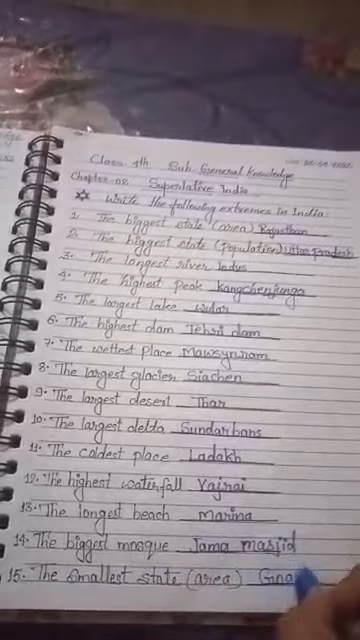 Class 4th Sub General Knowledge
Chapter-02. Superlative India
Write the following extremes in India:
1. The biggest state (area) Rajasthan
2. The biggest state (Population) Uttar Pradesh
3. The longest river Indus
4. The highest Peak Kangchenjunga
5. The largest lake Wular
6. The highest dam Tehri dam
7. The wettest Place Mawsynram
8. The largest glacier Siachen
9. The largest desert Thar
10. The largest delta Sundarbans
11. The coldest place Ladakh
12. The highest waterfall Vajrai
13. The longest beach Marina
14. The biggest mosque Jama masjid
15. The smallest state (area) Goa